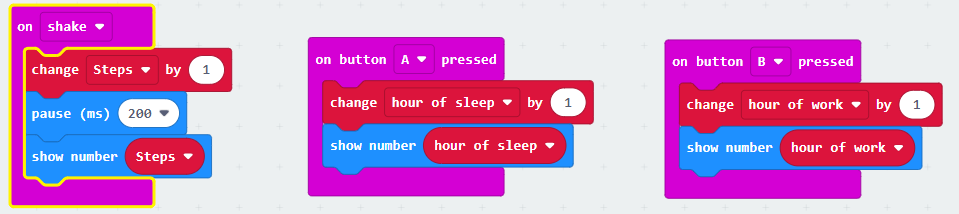 on shake
change Steps by 1
pause (ms) 200
show number Steps
on button A pressed
change hour of sleep by 1
show number hour of sleep
on button B pressed
change hour of work by 1
show number hour of work